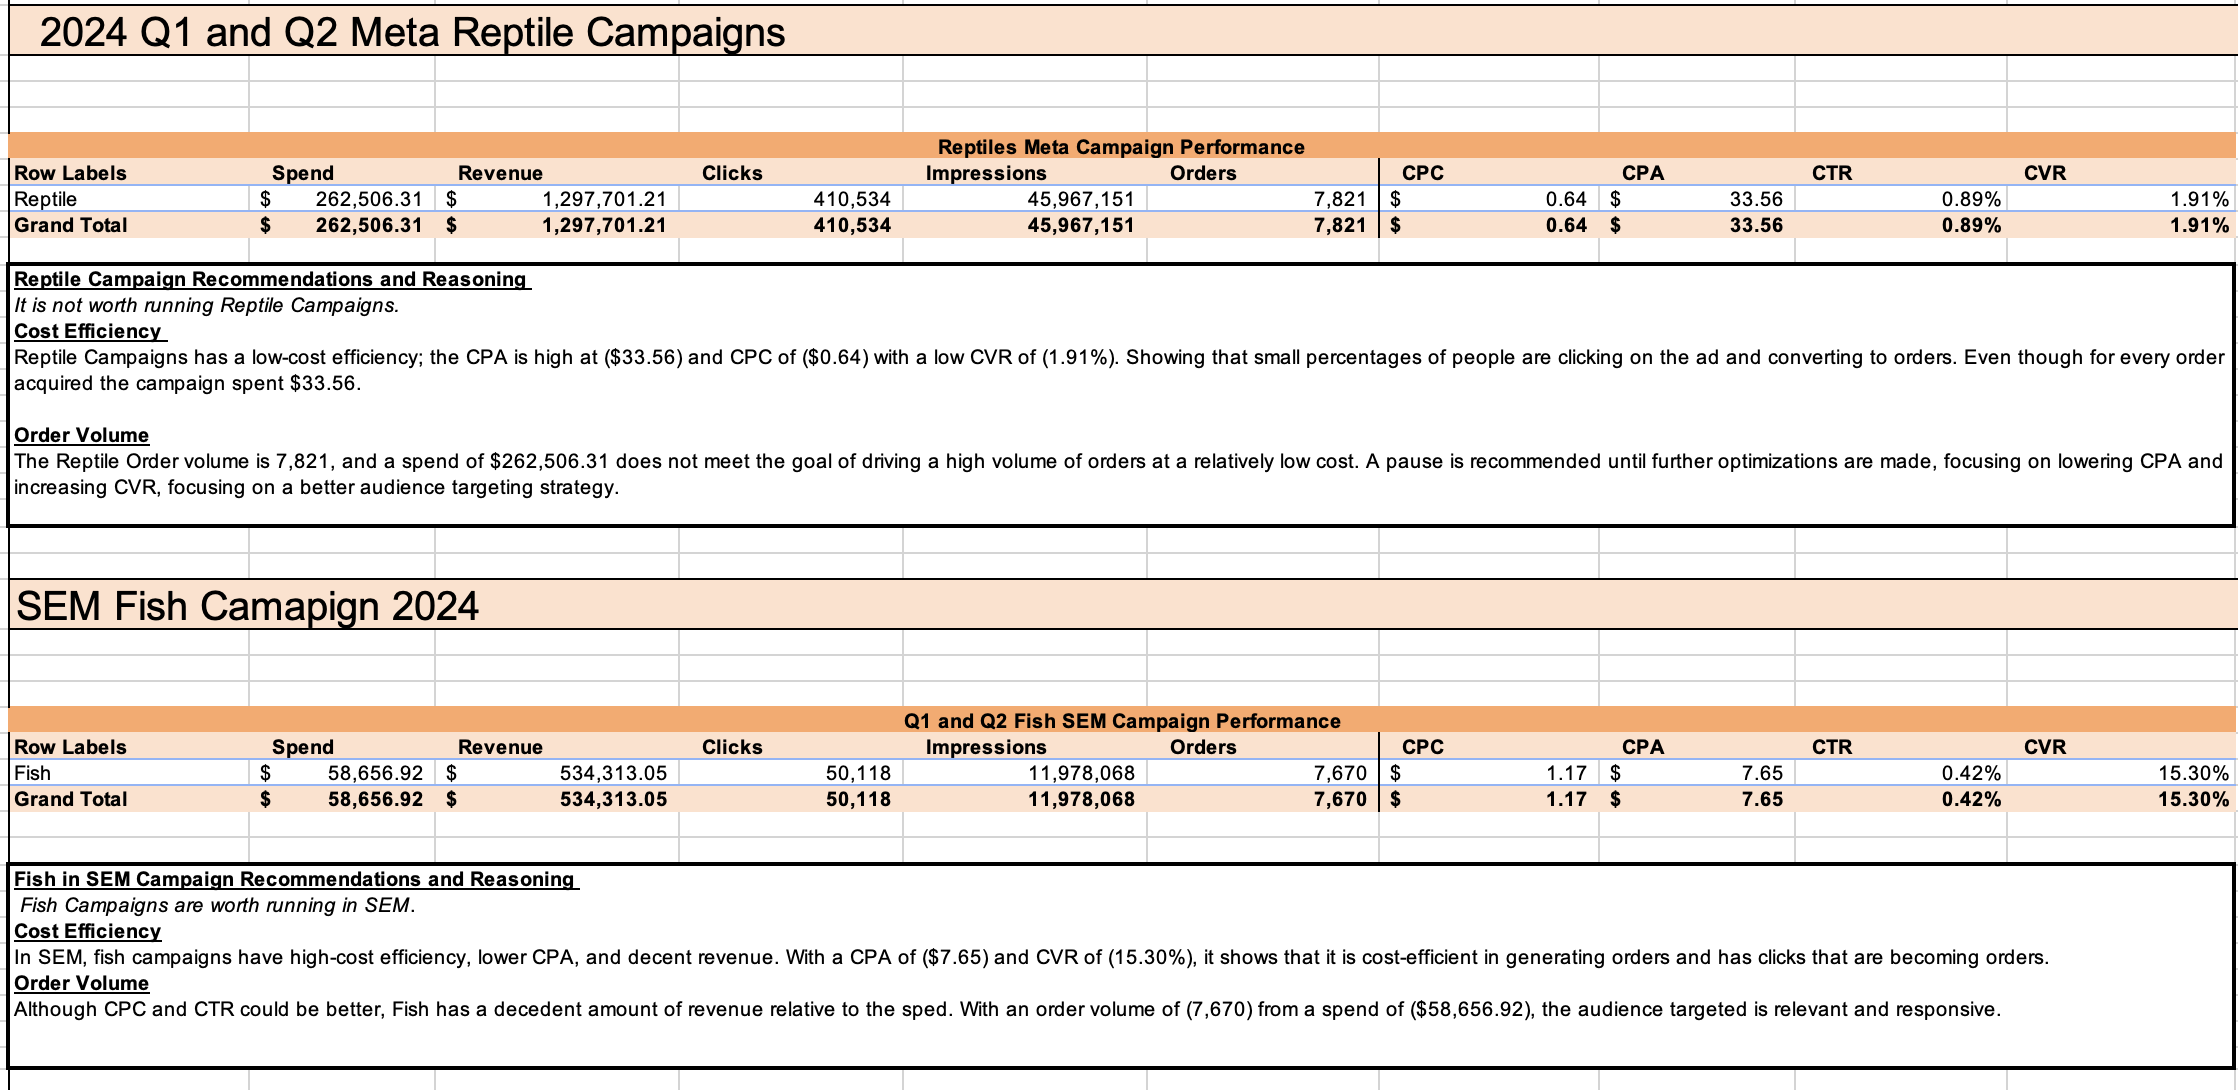 2024 Q1 and Q2 Meta Reptile Campaigns
Reptiles Meta Campaign Performance
Row Labels Spend Revenue Clicks Impressions Orders CPC CPA CTR CVR
Reptile $ 262,506.31 $ 1,297,701.21 410,534 45,967,151 7,821 $ 0.64 $ 33.56 0.89% 1.91%
Grand Total $ 262,506.31 $ 1,297,701.21 410,534 45,967,151 7,821 $ 0.64 $ 33.56 0.89% 1.91%
Reptile Campaign Recommendations and Reasoning
It is not worth running Reptile Campaigns.
Cost Efficiency
Reptile Campaigns has a low-cost efficiency; the CPA is high at ($33.56) and CPC of ($0.64) with a low CVR of (1.91%). Showing that small percentages of people are clicking on the ad and converting to orders. Even though for every order
acquired the campaign spent $33.56.
Order Volume
The Reptile Order volume is 7,821, and a spend of $262,506.31 does not meet the goal of driving a high volume of orders at a relatively low cost. A pause is recommended until further optimizations are made, focusing on lowering CPA and
increasing CVR, focusing on a better audience targeting strategy.
SEM Fish Camapign 2024
Q1 and Q2 Fish SEM Campaign Performance
Row Labels Spend Revenue Clicks Impressions Orders CPC CPA CTR CVR
Fish $ 58,656.92 $ 534,313.05 50,118 11,978,068 7,670 $ 1.17 $ 7.65 0.42% 15.30%
Grand Total $ 58,656.92 $ 534,313.05 50,118 11,978,068 7,670 $ 1.17 $ 7.65 0.42% 15.30%
Fish in SEM Campaign Recommendations and Reasoning
Fish Campaigns are worth running in SEM.
Cost Efficiency
In SEM, fish campaigns have high-cost efficiency, lower CPA, and decent revenue. With a CPA of ($7.65) and CVR of (15.30%), it shows that it is cost-efficient in generating orders and has clicks that are becoming orders.
Order Volume
Although CPC and CTR could be better, Fish has a decedent amount of revenue relative to the sped. With an order volume of (7,670) from a spend of ($58,656.92), the audience targeted is relevant and responsive.